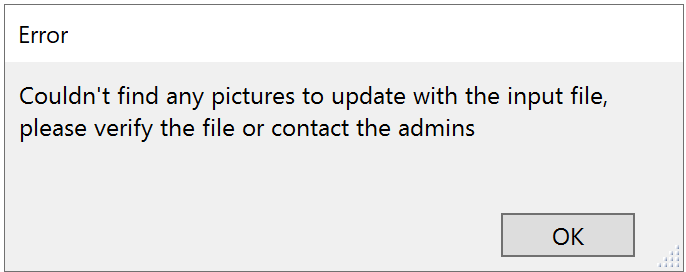 Error
Couldn't find any pictures to update with the input file,
please verify the file or contact the admins
OK